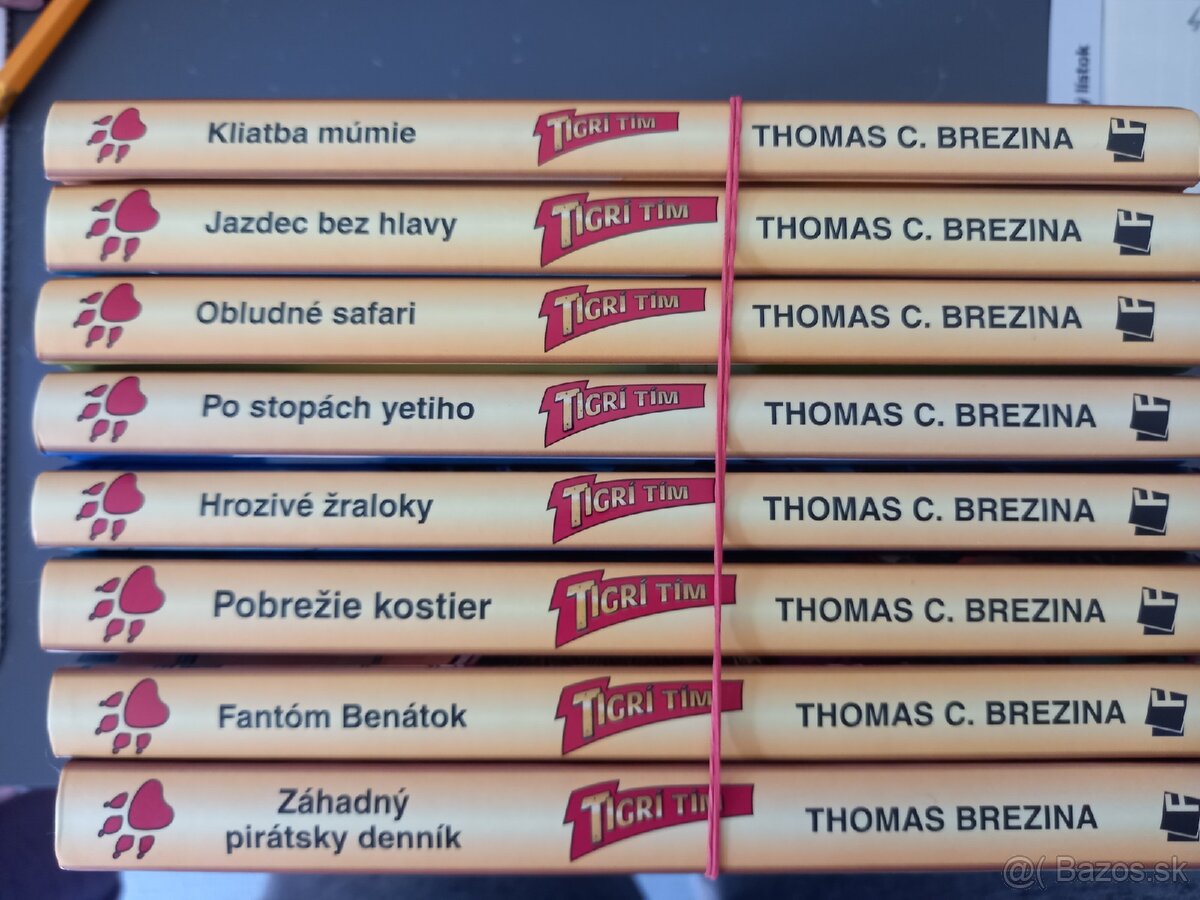 ý lístok
Kliatba múmie TIGRÍ TÍM THOMAS C. BREZINA F
Jazdec bez hlavy TIGRÍ TÍM THOMAS C. BREZINA F
Obludné safari TIGRÍ TÍM THOMAS C. BREZINA F
Po stopách yetiho TIGRÍ TÍM THOMAS C. BREZINA F
Hrozivé žraloky TIGRÍ TÍM THOMAS C. BREZINA F
Pobrežie kostier TIGRÍ TÍM THOMAS C. BREZINA F
Fantóm Benátok TIGRÍ TÍM THOMAS C. BREZINA F
Záhadný
pirátsky denník TIGRÍ TÍM THOMAS BREZINA F
@( Bazos.sk